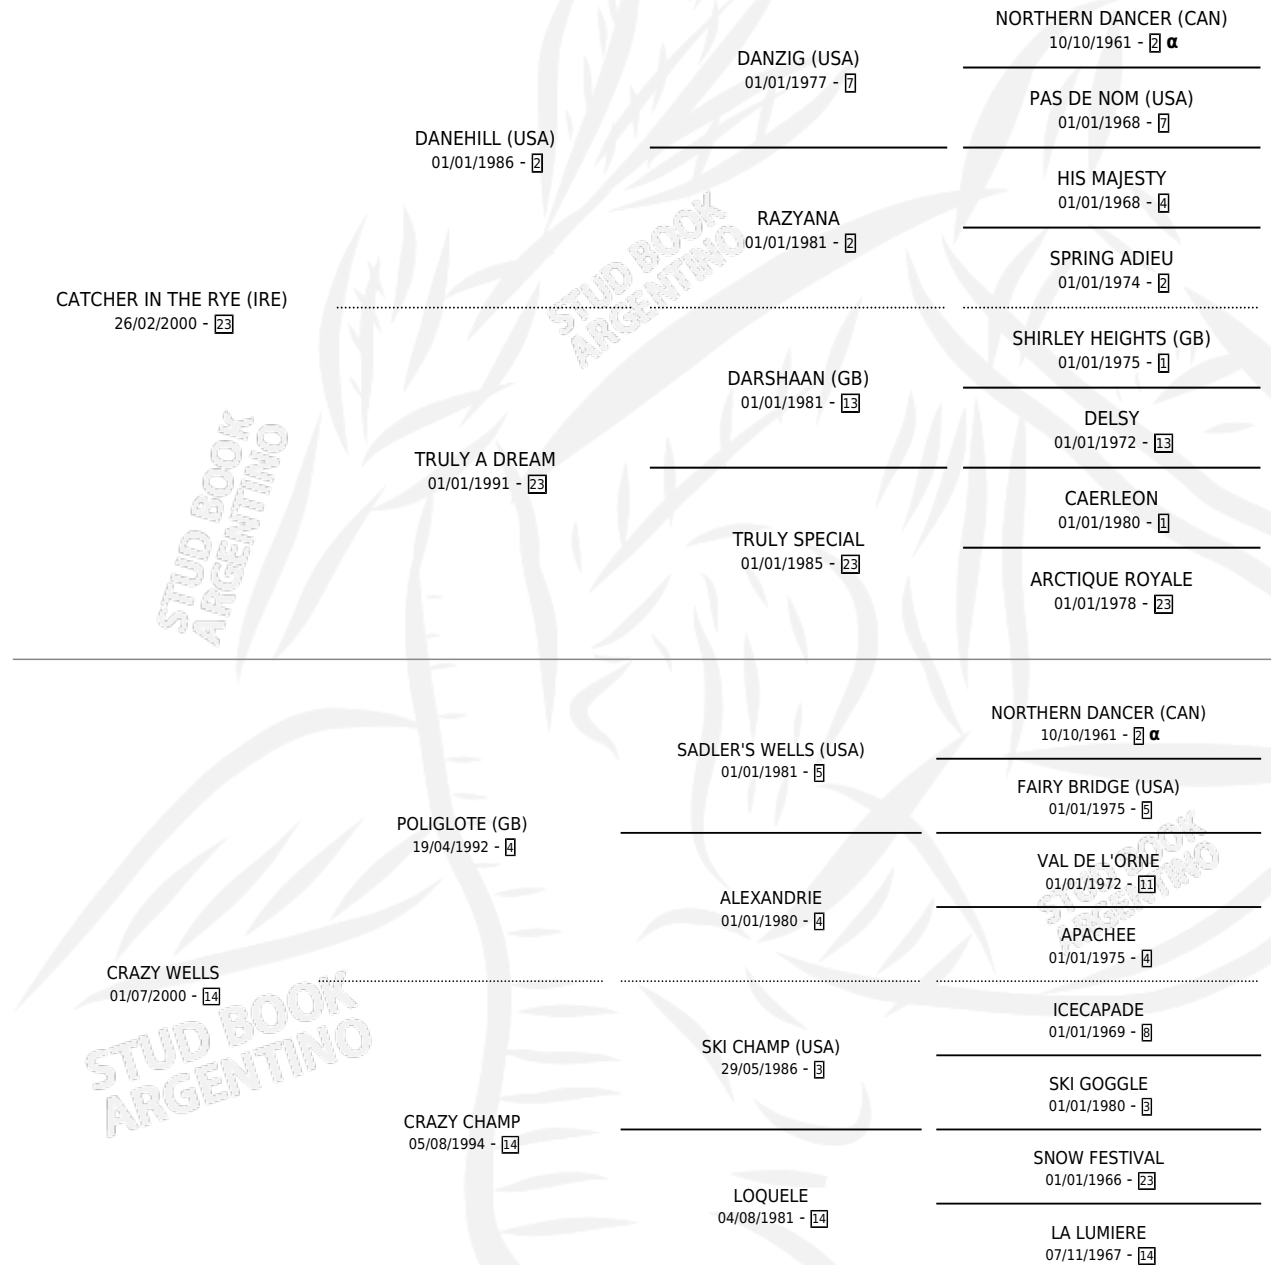 NORTHERN DANCER (CAN)
10/10/1961 - 2 α
DANZIG (USA)
01/01/1977 - 7
PAS DE NOM (USA)
01/01/1968 - 7
DANEHILL (USA)
01/01/1986 - 2
HIS MAJESTY
01/01/1968 - 4
RAZYANA
01/01/1981 - 2
SPRING ADIEU
01/01/1974 - 2
CATCHER IN THE RYE (IRE)
26/02/2000 - 23
SHIRLEY HEIGHTS (GB)
01/01/1975 - 1
DARSHAAN (GB)
01/01/1981 - 13
DELSY
01/01/1972 - 13
TRULY A DREAM
01/01/1991 - 23
CAERLEON
01/01/1980 - 1
TRULY SPECIAL
01/01/1985 - 23
ARCTIQUE ROYALE
01/01/1978 - 23
STUD BOOK
ARGENTINO
STUD BOOK
ARGENTINO
NORTHERN DANCER (CAN)
10/10/1961 - 2 α
SADLER'S WELLS (USA)
01/01/1981 - 5
FAIRY BRIDGE (USA)
01/01/1975 - 5
POLIGLOTE (GB)
19/04/1992 - 4
VAL DE L'ORNE
01/01/1972 - 11
ALEXANDRIE
01/01/1980 - 4
APACHEE
01/01/1975 - 4
CRAZY WELLS
01/07/2000 - 14
ICECAPADE
01/01/1969 - 8
SKI CHAMP (USA)
29/05/1986 - 3
SKI GOGGLE
01/01/1980 - 3
CRAZY CHAMP
05/08/1994 - 14
SNOW FESTIVAL
01/01/1966 - 23
LOQUELE
04/08/1981 - 14
LA LUMIERE
07/11/1967 - 14
STUD BOOK
ARGENTINO
STUD BOOK
ARGENTINO